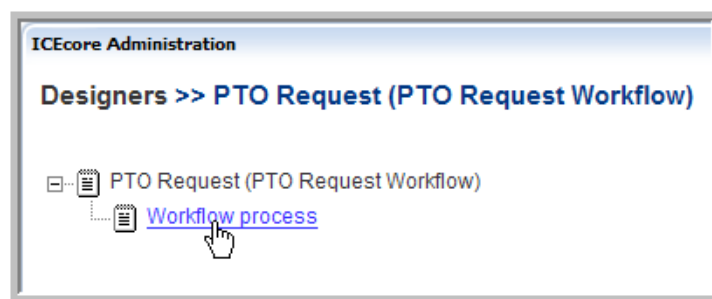 ICEcore Administration
Designers >> PTO Request (PTO Request Workflow)
PTO Request (PTO Request Workflow)
Workflow process